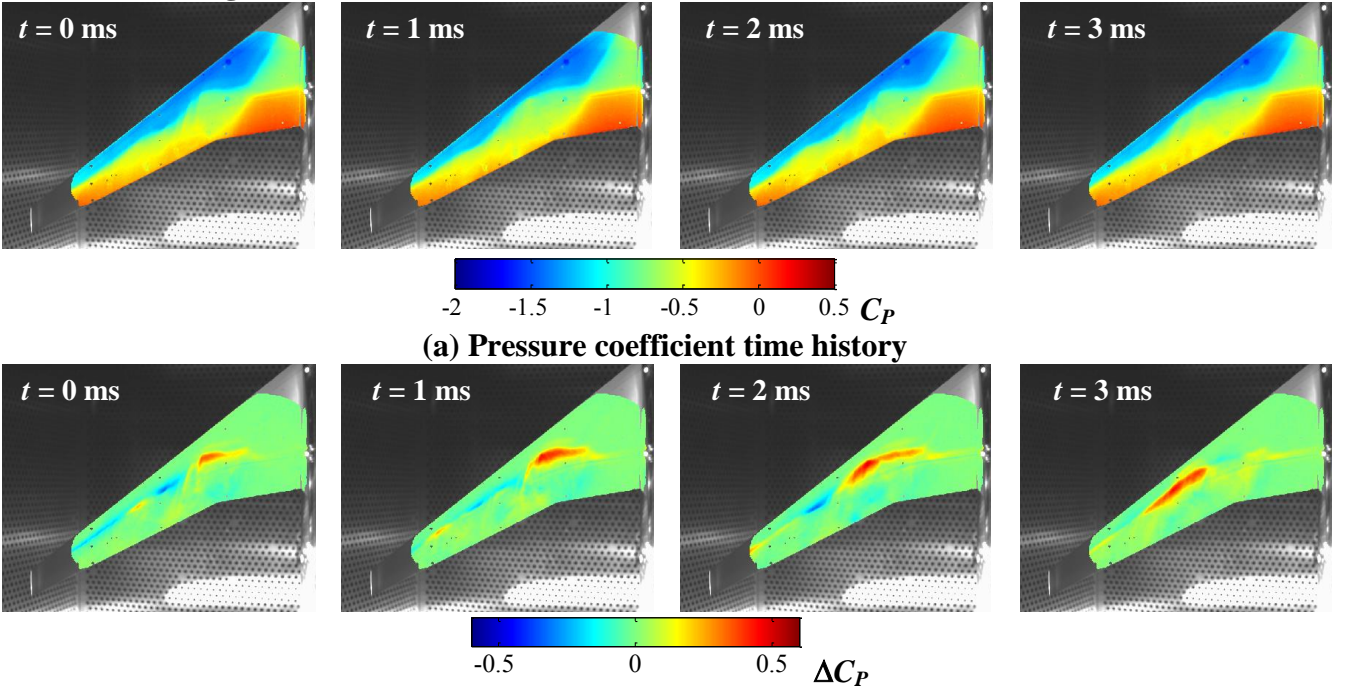 t = 0 ms
t = 1 ms
t = 2 ms
t = 3 ms
-2 -1.5 -1 -0.5 0 0.5 C_P
(a) Pressure coefficient time history
t = 0 ms
t = 1 ms
t = 2 ms
t = 3 ms
-0.5 0 0.5 ΔC_P